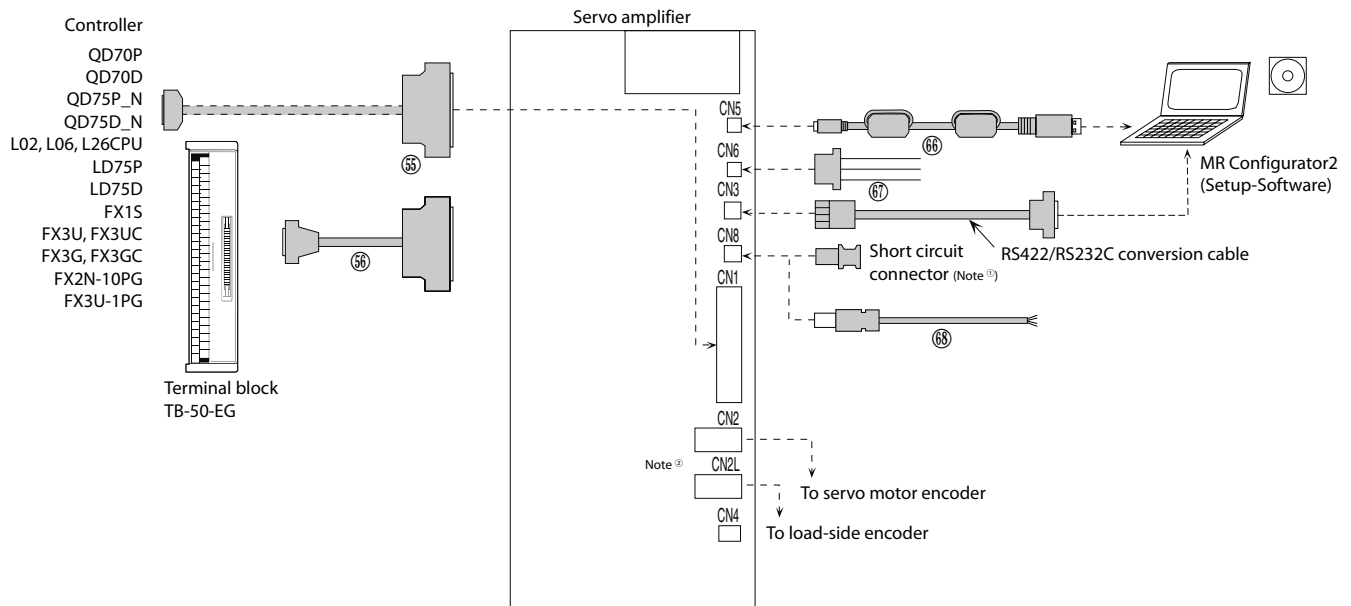 Servo amplifier
Controller
QD70P
QD70D
QD75P_N
QD75D_N
L02, L06, L26CPU
LD75P
LD75D
FX1S
FX3U, FX3UC
FX3G, FX3GC
FX2N-10PG
FX3U-1PG
55
56
Terminal block
TB-50-EG
CN5
CN6
CN3
CN8
CN1
CN2
Note ②
CN2L
CN4
66
67
MR Configurator2
(Setup-Software)
Short circuit
connector (Note ①)
RS422/RS232C conversion cable
68
To servo motor encoder
To load-side encoder